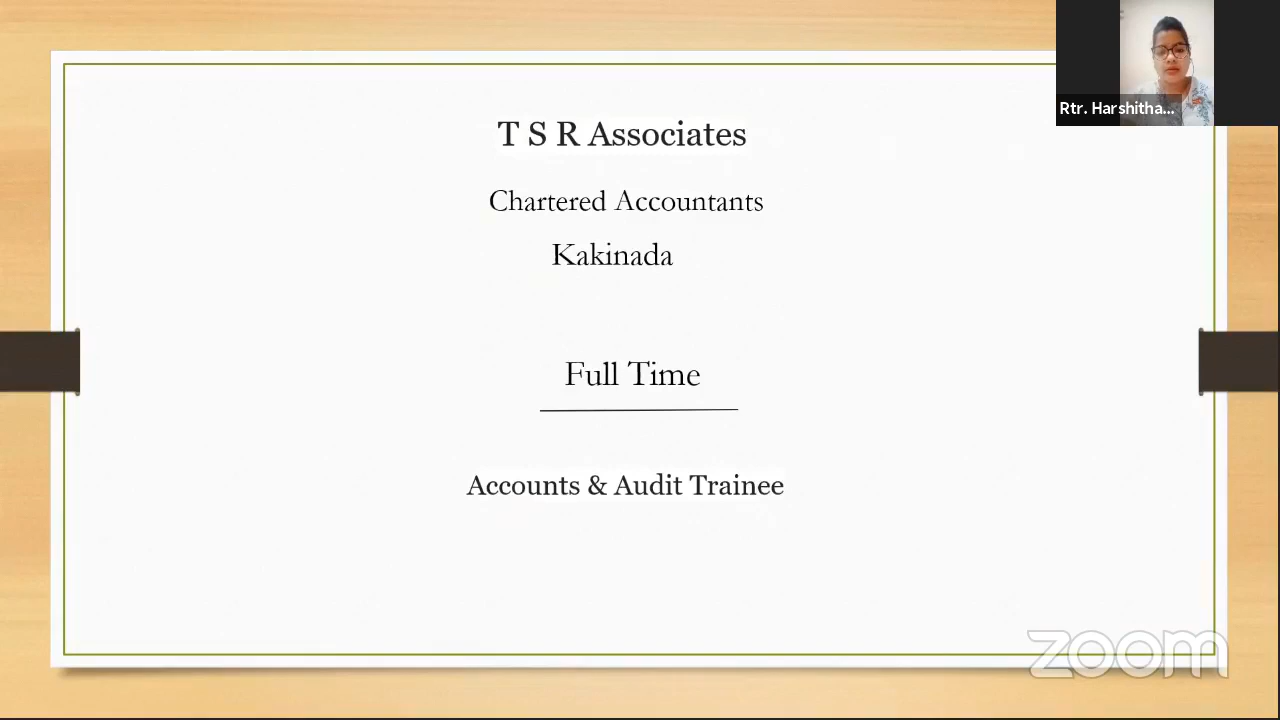 T S R Associates
Chartered Accountants
Kakinada
Full Time
Accounts & Audit Trainee
Rtr. Harshitha...
zoom